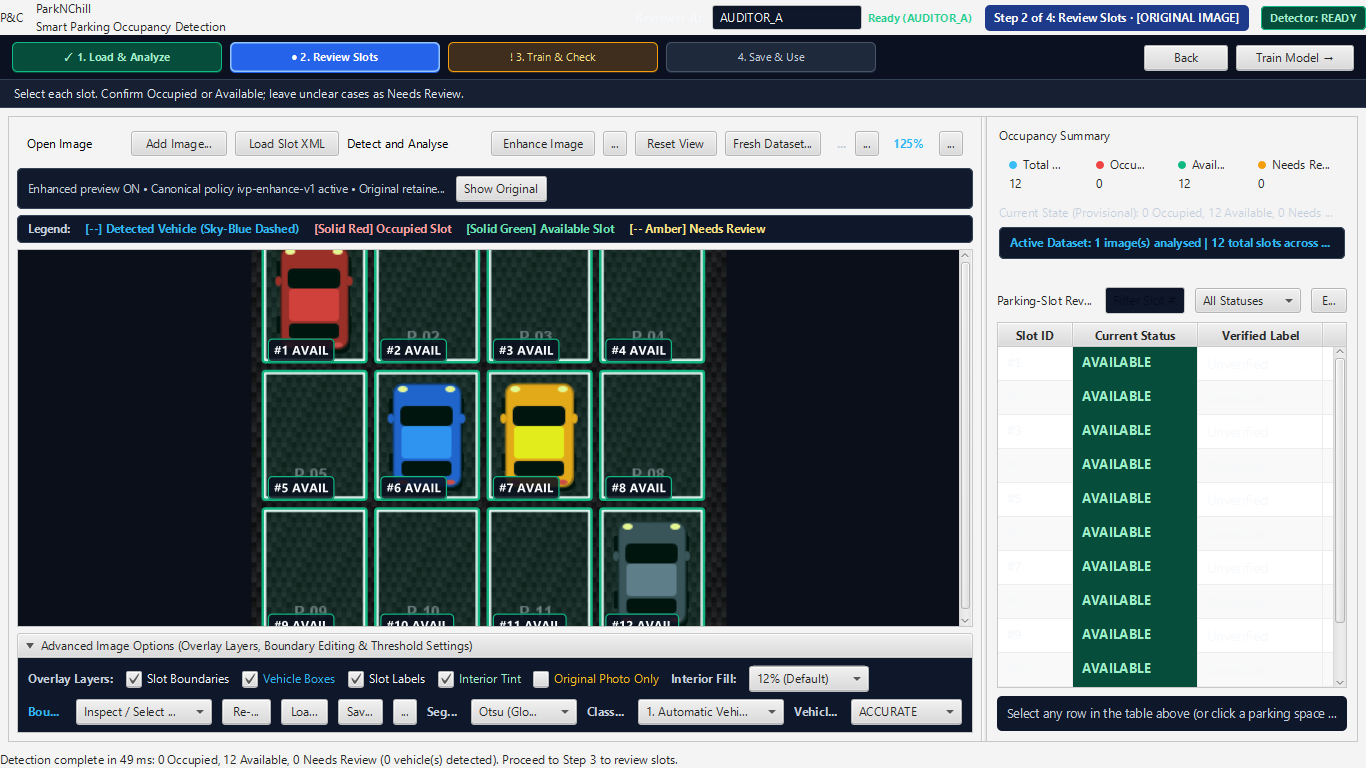 P&C
ParkNChill
Smart Parking Occupancy Detection
AUDITOR_A
Ready (AUDITOR_A)
Step 2 of 4: Review Slots · [ORIGINAL IMAGE]
Detector: READY
✓ 1. Load & Analyze
● 2. Review Slots
! 3. Train & Check
4. Save & Use
Back
Train Model →
Select each slot. Confirm Occupied or Available; leave unclear cases as Needs Review.
Open Image
Add Image...
Load Slot XML
Detect and Analyse
Enhance Image
...
Reset View
Fresh Dataset...
...
...
125%
...
Enhanced preview ON • Canonical policy ivp-enhance-v1 active • Original retaine...
Show Original
Legend:
[--] Detected Vehicle (Sky-Blue Dashed)
[Solid Red] Occupied Slot
[Solid Green] Available Slot
[-- Amber] Needs Review
P 02
P 03
P 04
#1 AVAIL
#2 AVAIL
#3 AVAIL
#4 AVAIL
P 05
P 08
#5 AVAIL
#6 AVAIL
#7 AVAIL
#8 AVAIL
P 09
P 10
P 11
#9 AVAIL
#10 AVAIL
#11 AVAIL
#12 AVAIL
▼ Advanced Image Options (Overlay Layers, Boundary Editing & Threshold Settings)
Overlay Layers:
Slot Boundaries
Vehicle Boxes
Slot Labels
Interior Tint
Original Photo Only
Interior Fill:
12% (Default)
Bou...
Inspect / Select ...
Re-...
Loa...
Sav...
...
Seg...
Otsu (Glo...
Class...
1. Automatic Vehi...
Vehicl...
ACCURATE
Occupancy Summary
Total ...
Occu...
Avail...
Needs Re...
12
0
12
0
Current State (Provisional): 0 Occupied, 12 Available, 0 Needs ...
Active Dataset: 1 image(s) analysed | 12 total slots across ...
Parking-Slot Rev...
Filter Slot #
All Statuses
E...
Slot ID
Current Status
Verified Label
#1
AVAILABLE
Unverified
AVAILABLE
#3
AVAILABLE
Unverified
AVAILABLE
#5
AVAILABLE
Unverified
AVAILABLE
#7
AVAILABLE
Unverified
AVAILABLE
#9
AVAILABLE
Unverified
AVAILABLE
Select any row in the table above (or click a parking space ...
Detection complete in 49 ms: 0 Occupied, 12 Available, 0 Needs Review (0 vehicle(s) detected). Proceed to Step 3 to review slots.